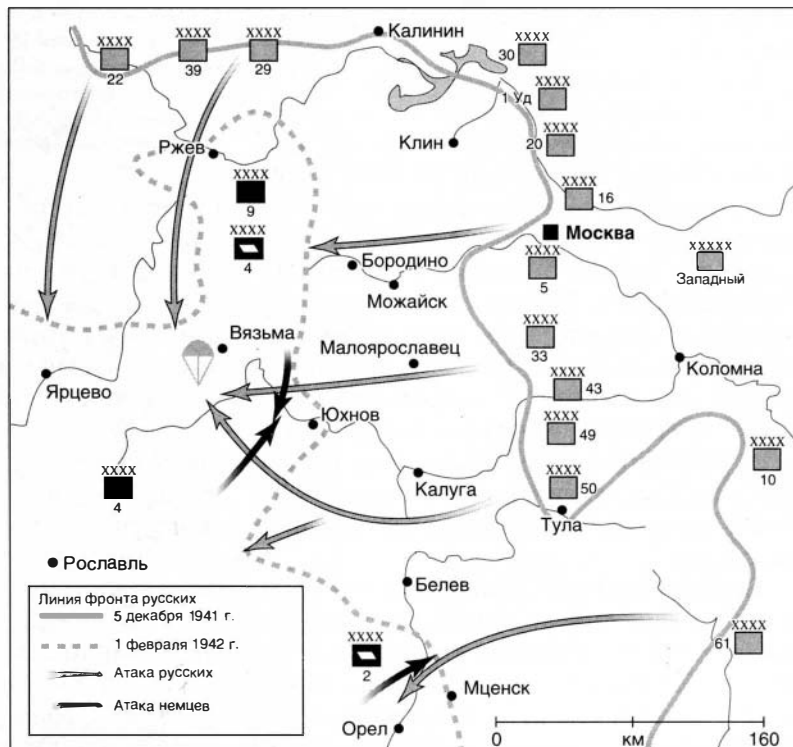 XXXX
22
XXXX
39
XXXX
29
Калинин
XXXX
30
XXXX
1 Уд
Клин
XXXX
20
Ржев
XXXX
9
XXXX
16
XXXX
4
Москва
XXXXX
Западный
Бородино
XXXX
5
Можайск
Вязьма
Малоярославец
XXXX
33
Коломна
Ярцево
XXXX
43
Юхнов
XXXX
49
XXXX
4
Калуга
XXXX
50
XXXX
10
Тула
Рославль
Белев
Линия фронта русских
5 декабря 1941 г.
1 февраля 1942 г.
Атака русских
Атака немцев
XXXX
2
XXXX
61
Мценск
Орел
0 км 160